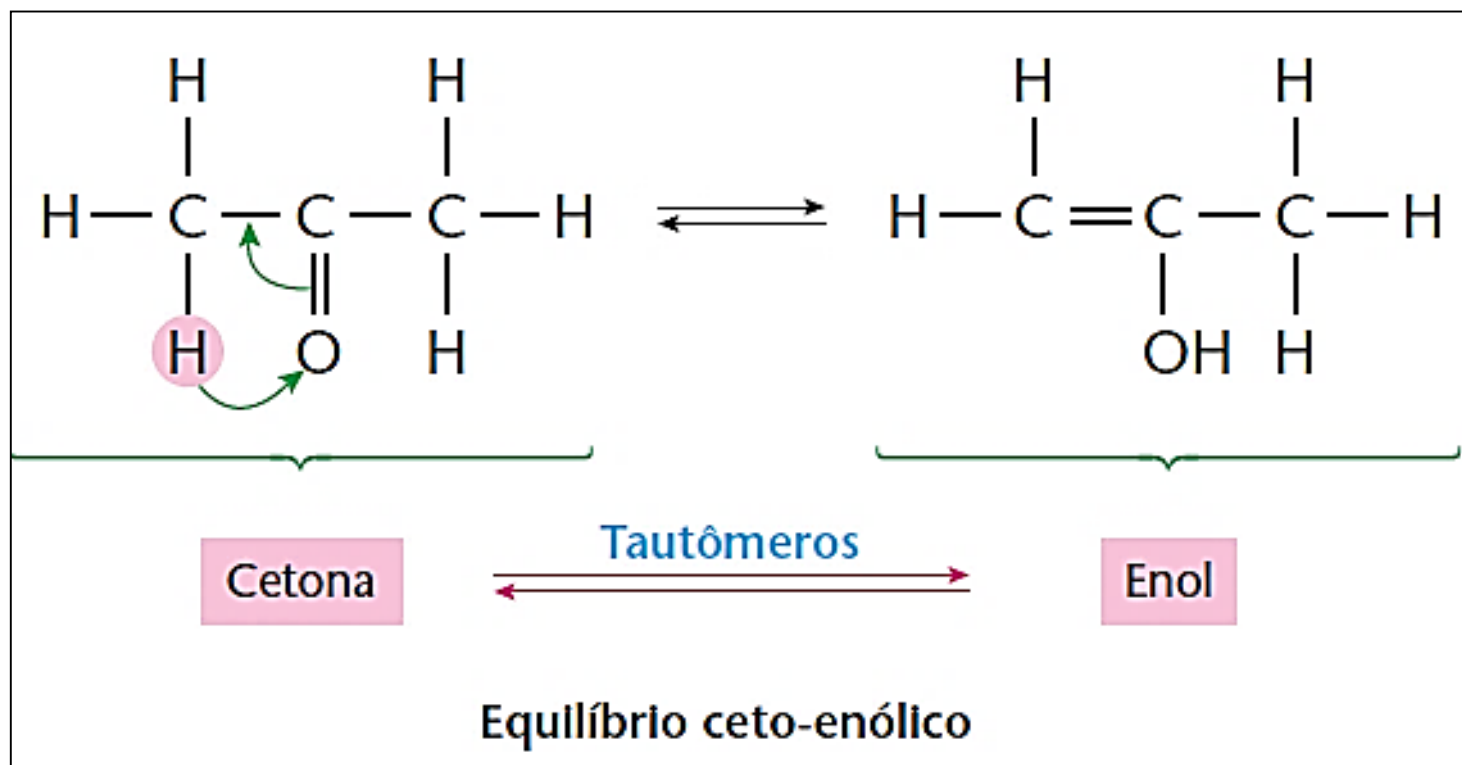 H H H
H C C C H H C C C H
H O H OH H
Tautômeros
Cetona Enol
Equilíbrio ceto-enólico